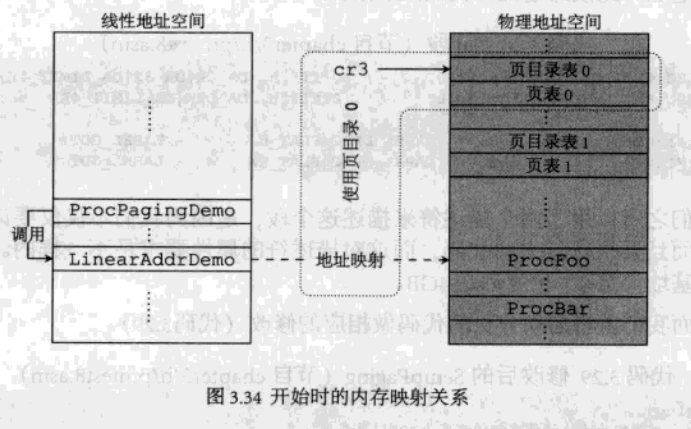 线性地址空间
物理地址空间
cr3
页目录表0
页表0
使用页目录 0
页目录表1
页表1
ProcPagingDemo
调用
LinearAddrDemo
地址映射
ProcFoo
ProcBar
图 3.34 开始时的内存映射关系